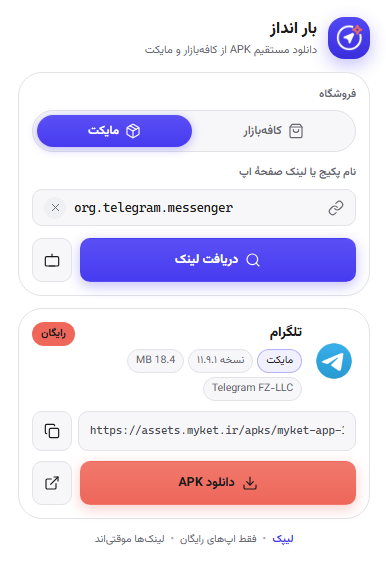 بار انداز
دانلود مستقیم APK از کافه‌بازار و مایکت
فروشگاه
کافه‌بازار
مایکت
نام پکیج یا لینک صفحهٔ اپ
org.telegram.messenger
دریافت لینک
تلگرام
رایگان
مایکت
نسخه ۱۱.۹.۱
18.4 MB
Telegram FZ-LLC
https://assets.myket.ir/apks/myket-app-
دانلود APK
لیپک • فقط اپ‌های رایگان • لینک‌ها موقتی‌اند